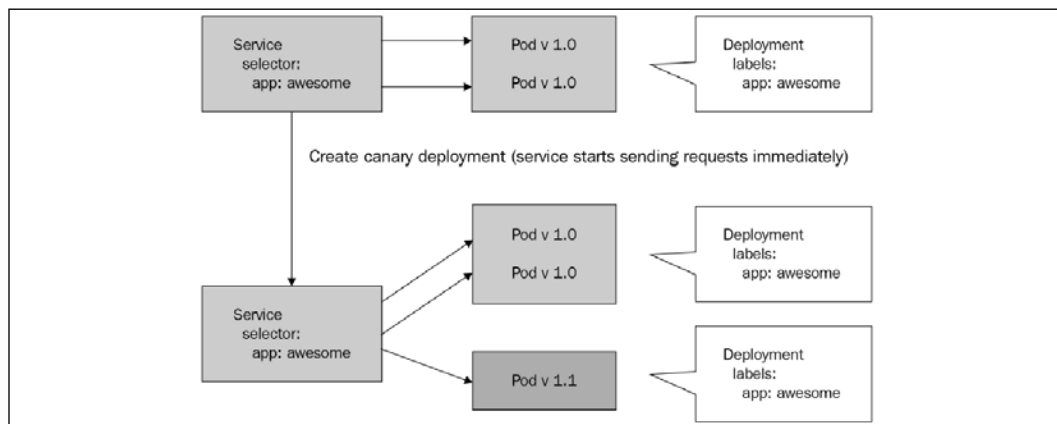 Service
selector:
app: awesome
Pod v 1.0
Pod v 1.0
Deployment
labels:
app: awesome
Create canary deployment (service starts sending requests immediately)
Service
selector:
app: awesome
Pod v 1.0
Pod v 1.0
Deployment
labels:
app: awesome
Pod v 1.1
Deployment
labels:
app: awesome